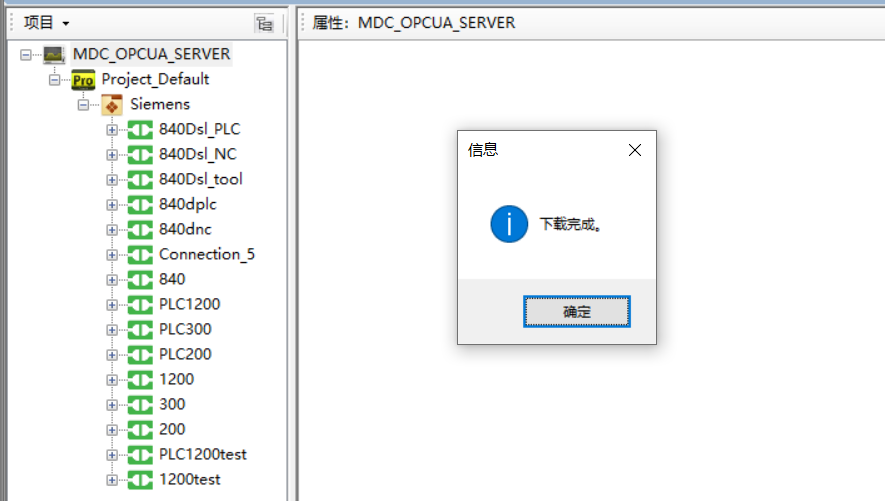 项目
属性：MDC_OPCUA_SERVER
MDC_OPCUA_SERVER
Pro Project_Default
Siemens
840Dsl_PLC
840Dsl_NC
840Dsl_tool
840dplc
840dnc
Connection_5
840
PLC1200
PLC300
PLC200
1200
300
200
PLC1200test
1200test
信息
下载完成。
确定